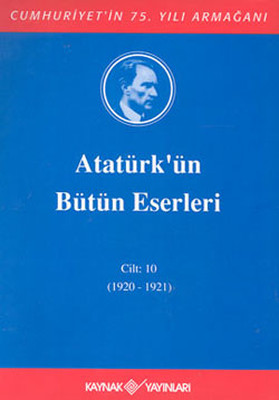 CUMHURİYET'İN 75. YILI ARMAĞANI
Atatürk'ün
Bütün Eserleri
Cilt: 10
(1920 - 1921)
KAYNAK YAYINLARI